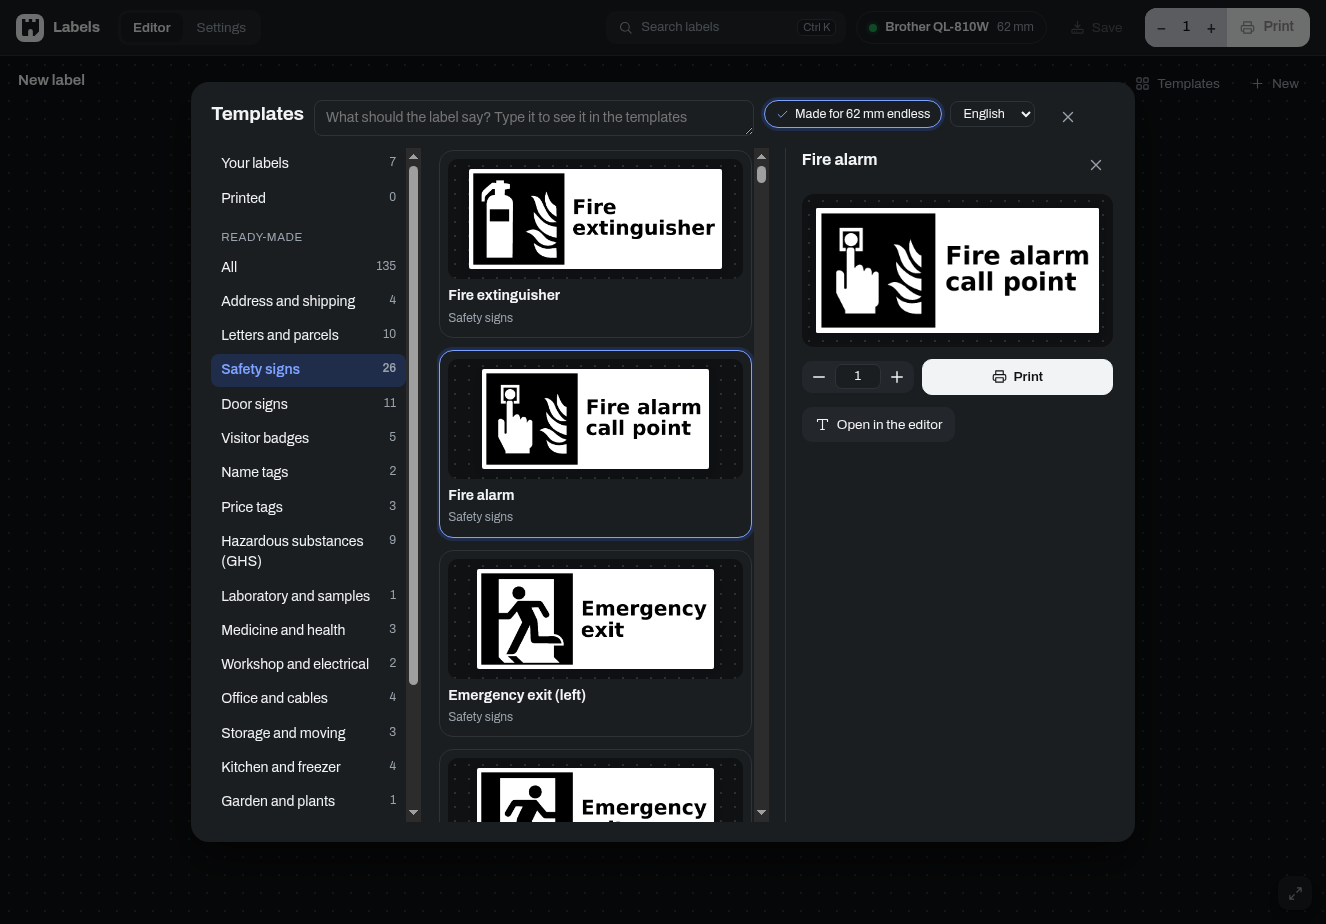 Labels
Editor
Settings
Search labels
Ctrl K
Brother QL-810W 62 mm
Save
1
Print
New label
Templates
New
Templates
What should the label say? Type it to see it in the templates
Made for 62 mm endless
English
Your labels 7
Printed 0
READY-MADE
All 135
Address and shipping 4
Letters and parcels 10
Safety signs 26
Door signs 11
Visitor badges 5
Name tags 2
Price tags 3
Hazardous substances 9
(GHS)
Laboratory and samples 1
Medicine and health 3
Workshop and electrical 2
Office and cables 4
Storage and moving 3
Kitchen and freezer 4
Garden and plants 1
Fire
extinguisher
Fire extinguisher
Safety signs
Fire alarm
call point
Fire alarm
Safety signs
Emergency
exit
Emergency exit (left)
Safety signs
Emergency
Fire alarm
Fire alarm
call point
1
Print
Open in the editor